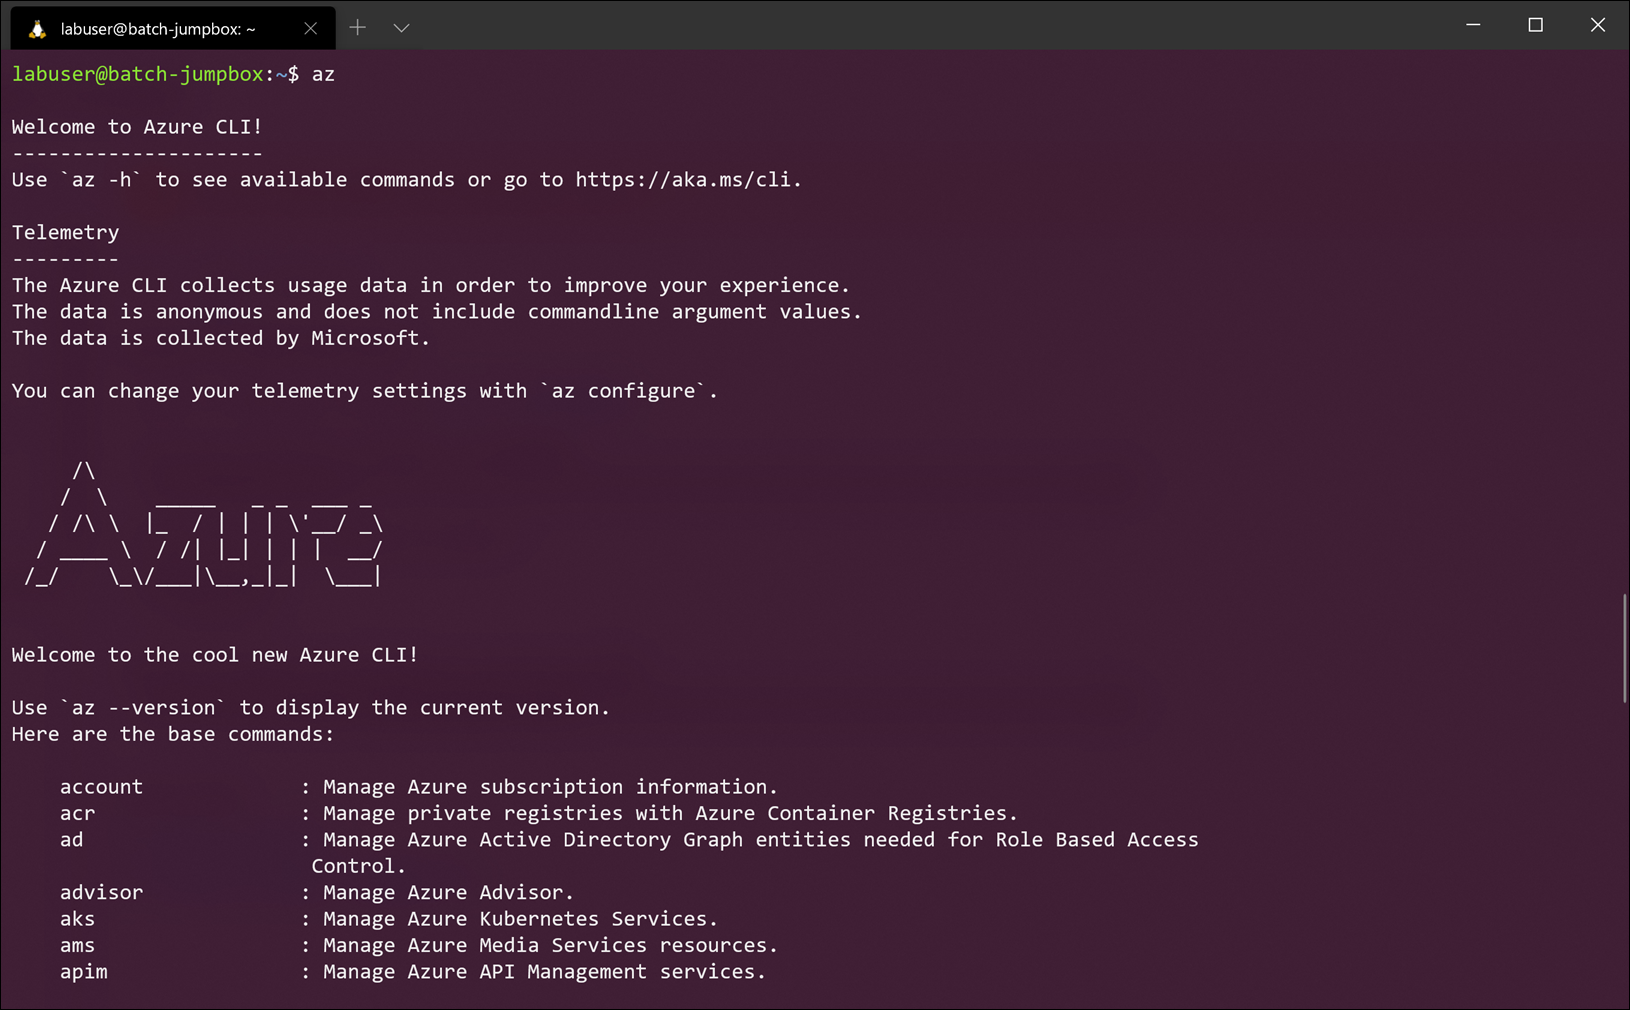 labuser@batch-jumpbox: ~
labuser@batch-jumpbox:~$ az
Welcome to Azure CLI!
---------------------
Use `az -h` to see available commands or go to https://aka.ms/cli.
Telemetry
---------
The Azure CLI collects usage data in order to improve your experience.
The data is anonymous and does not include commandline argument values.
The data is collected by Microsoft.
You can change your telemetry settings with `az configure`.
     /\
    /  \    _____   _ _  ___ _
   / /\ \  |_  / | | | \'__/ _\
  / ____ \  / /| |_| | | |  __/
 /_/    \_\/___|\__,_|_|  \___|
Welcome to the cool new Azure CLI!
Use `az --version` to display the current version.
Here are the base commands:
    account             : Manage Azure subscription information.
    acr                 : Manage private registries with Azure Container Registries.
    ad                  : Manage Azure Active Directory Graph entities needed for Role Based Access
                         Control.
    advisor             : Manage Azure Advisor.
    aks                 : Manage Azure Kubernetes Services.
    ams                 : Manage Azure Media Services resources.
    apim                : Manage Azure API Management services.